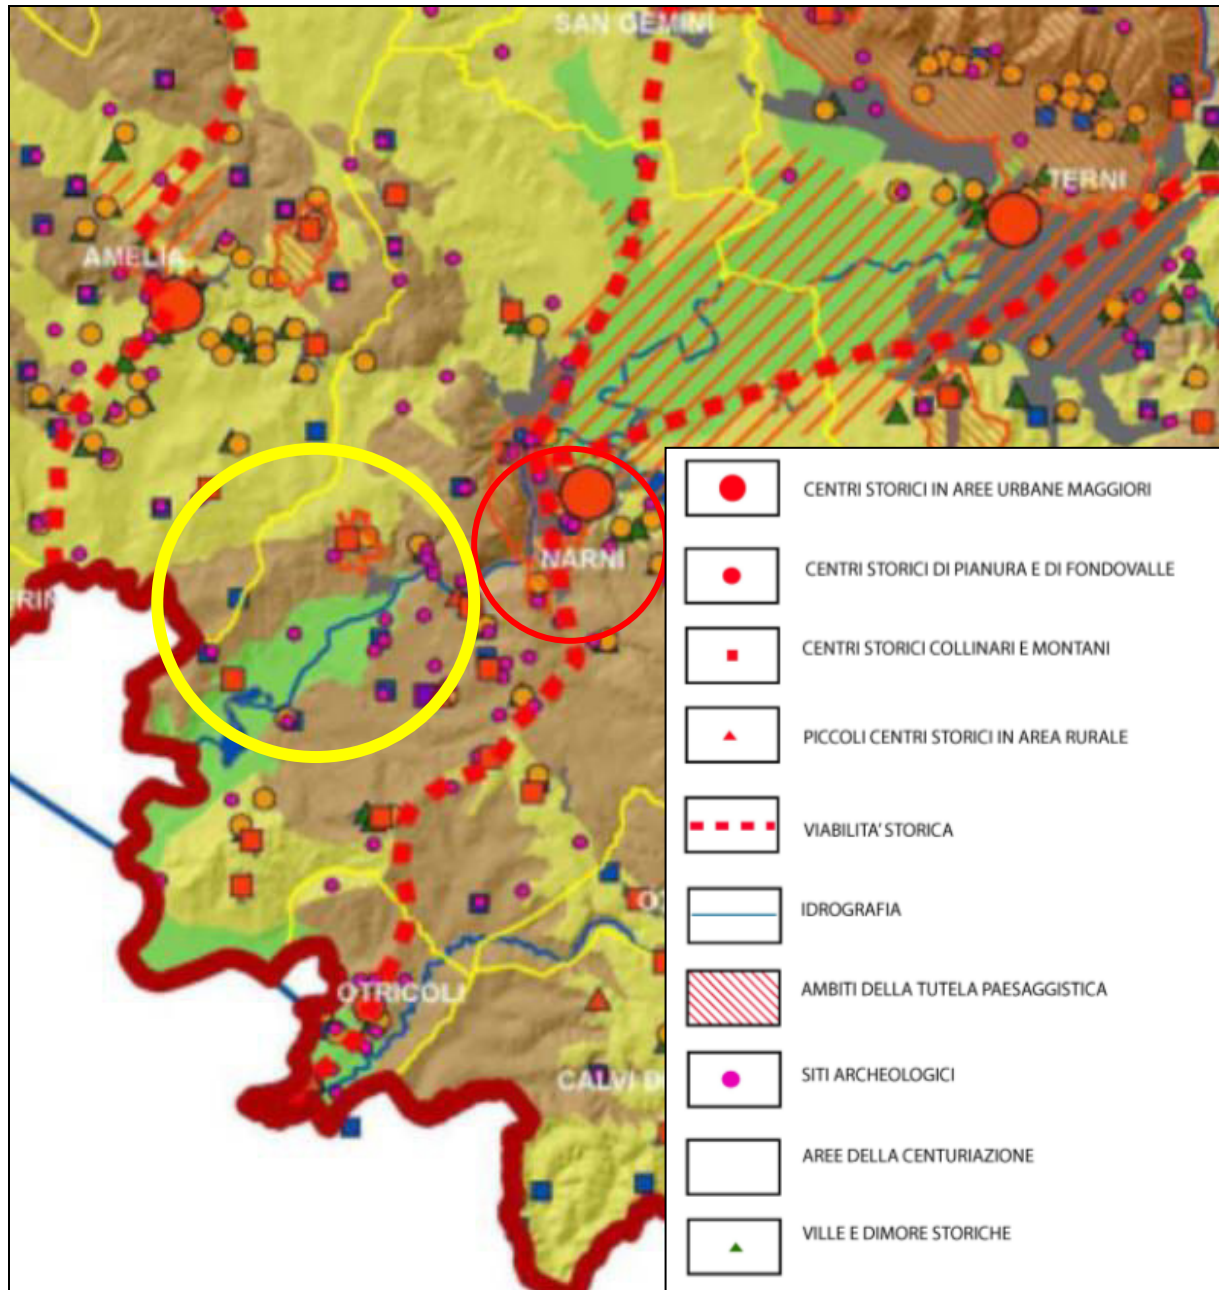 SAN GEMINI
TERNI
AMELIA
NARNI
OTRICOLI
CALVI D
CENTRI STORICI IN AREE URBANE MAGGIORI
CENTRI STORICI DI PIANURA E DI FONDOVALLE
CENTRI STORICI COLLINARI E MONTANI
PICCOLI CENTRI STORICI IN AREA RURALE
VIABILITA' STORICA
IDROGRAFIA
AMBITI DELLA TUTELA PAESAGGISTICA
SITI ARCHEOLOGICI
AREE DELLA CENTURIAZIONE
VILLE E DIMORE STORICHE